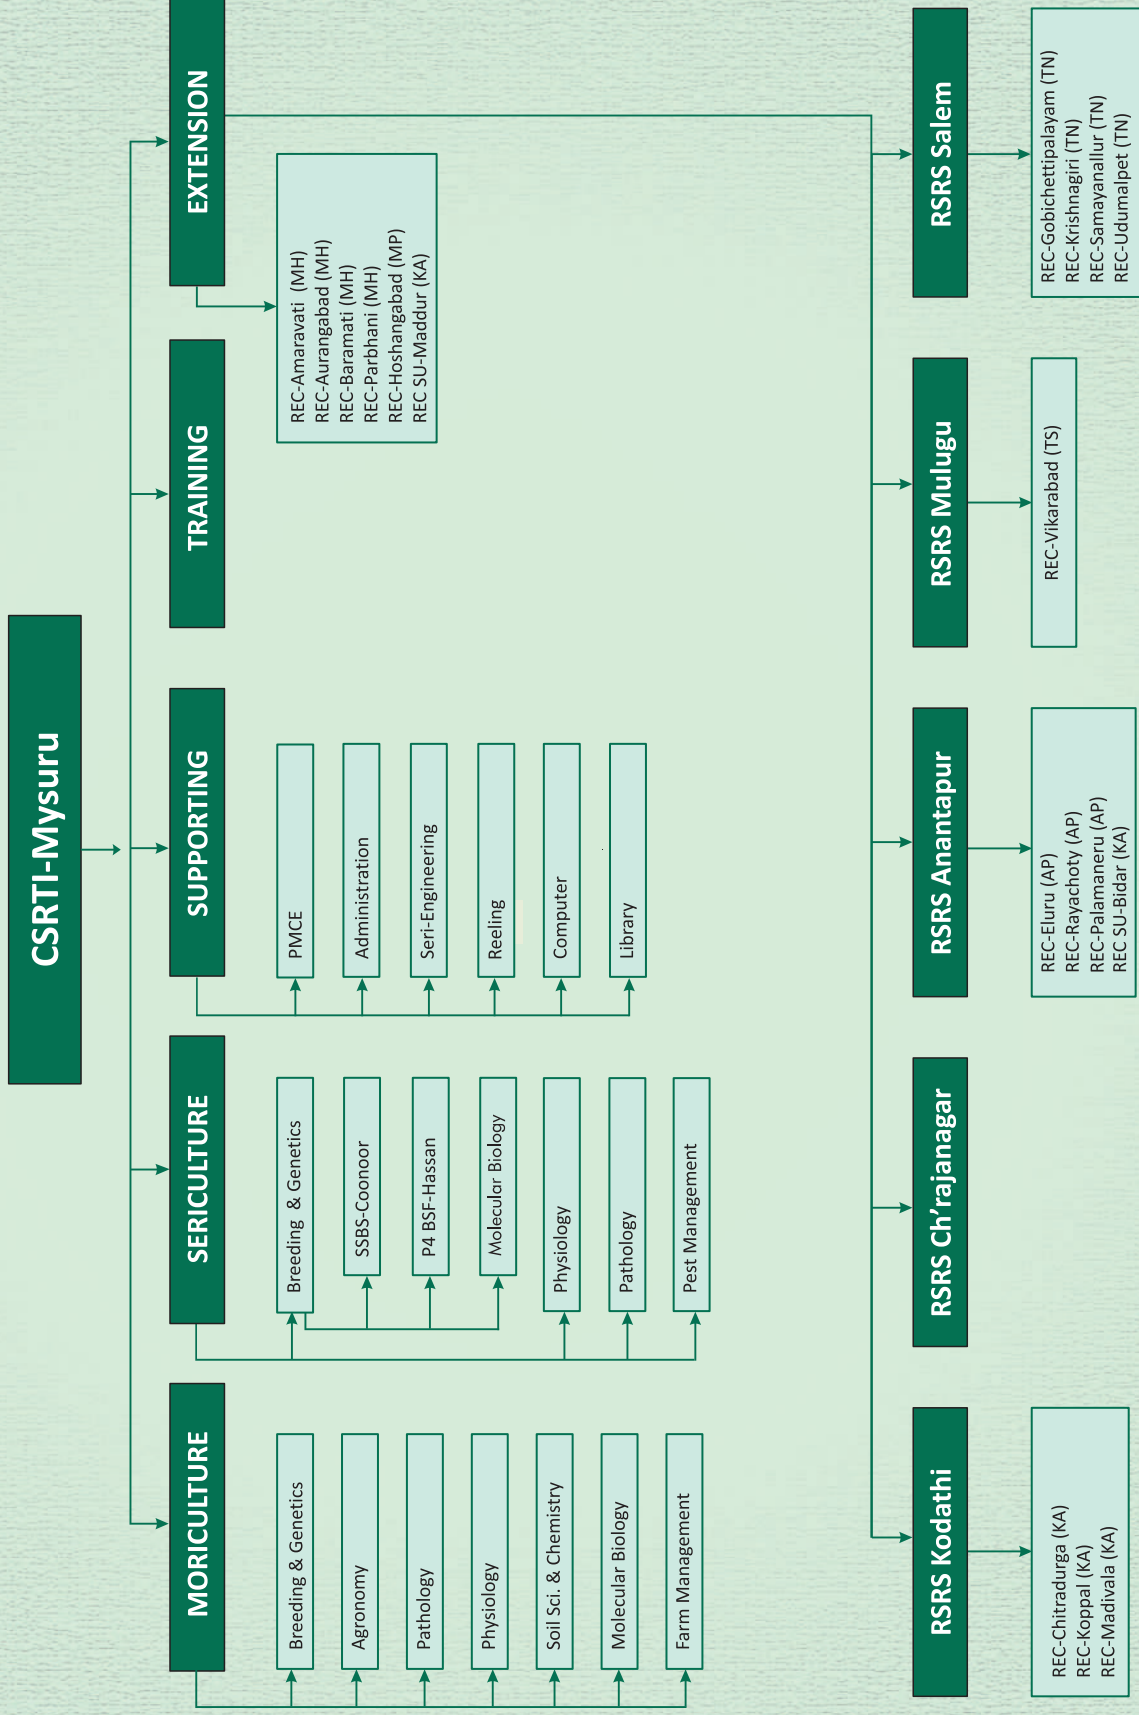 CSRTI-Mysuru
MORICULTURE
Breeding & Genetics
Agronomy
Pathology
Physiology
Soil Sci. & Chemistry
Molecular Biology
Farm Management
SERICULTURE
Breeding & Genetics
SSBS-Coonoor
P4 BSF-Hassan
Molecular Biology
Physiology
Pathology
Pest Management
SUPPORTING
PMCE
Administration
Seri-Engineering
Reeling
Computer
Library
TRAINING
EXTENSION
REC-Amaravati (MH)
REC-Aurangabad (MH)
REC-Baramati (MH)
REC-Parbhani (MH)
REC-Hoshangabad (MP)
REC SU-Maddur (KA)
RSRS Kodathi
REC-Chitradurga (KA)
REC-Koppal (KA)
REC-Madivala (KA)
RSRS Ch'rajanagar
RSRS Anantapur
REC-Eluru (AP)
REC-Rayachoty (AP)
REC-Palamaneru (AP)
REC SU-Bidar (KA)
RSRS Mulugu
REC-Vikarabad (TS)
RSRS Salem
REC-Gobichettipalayam (TN)
REC-Krishnagiri (TN)
REC-Samayanallur (TN)
REC-Udumalpet (TN)